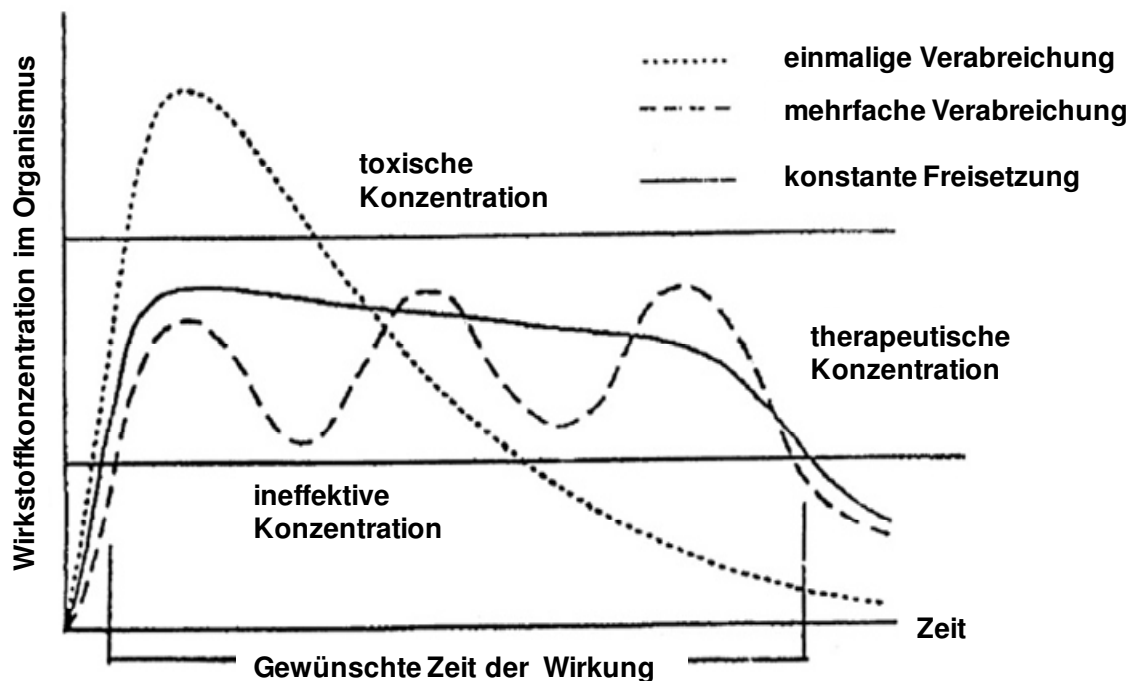 Wirkstoffkonzentration im Organismus
einmalige Verabreichung
mehrfache Verabreichung
konstante Freisetzung
toxische
Konzentration
therapeutische
Konzentration
ineffektive
Konzentration
Zeit
Gewünschte Zeit der Wirkung